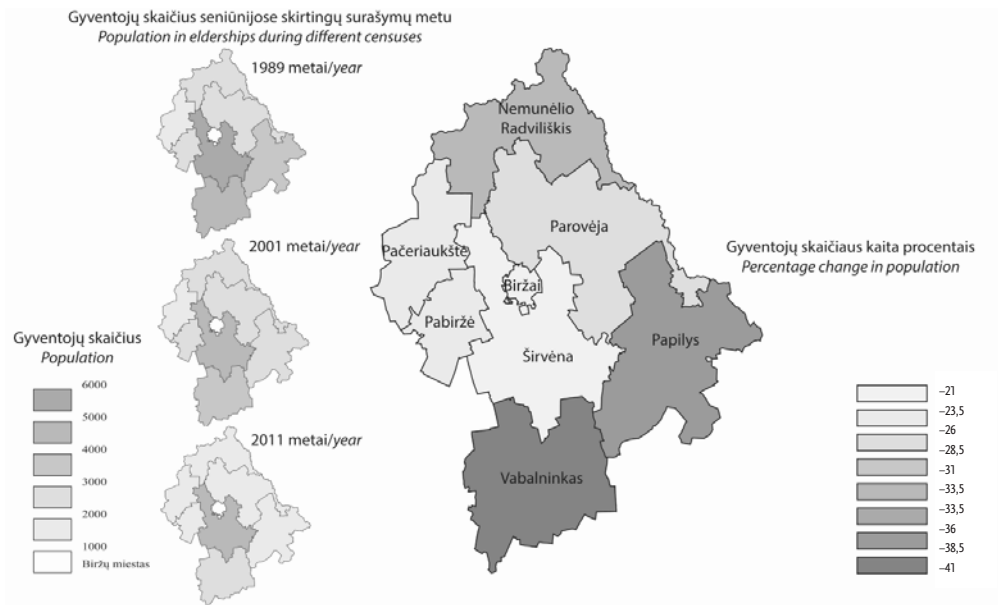 Gyventojų skaičius seniūnijose skirtingų surašymų metu
Population in elderships during different censuses
1989 metai/year
2001 metai/year
2011 metai/year
Gyventojų skaičius
Population
6000
5000
4000
3000
2000
1000
Biržų miestas
Nemunėlio
Radviliškis
Parovėja
Pačeriaukštė
Biržai
Pabiržė
Širvėna
Papilys
Vabalninkas
Gyventojų skaičiaus kaita procentais
Percentage change in population
–21
–23,5
–26
–28,5
–31
–33,5
–33,5
–36
–38,5
–41